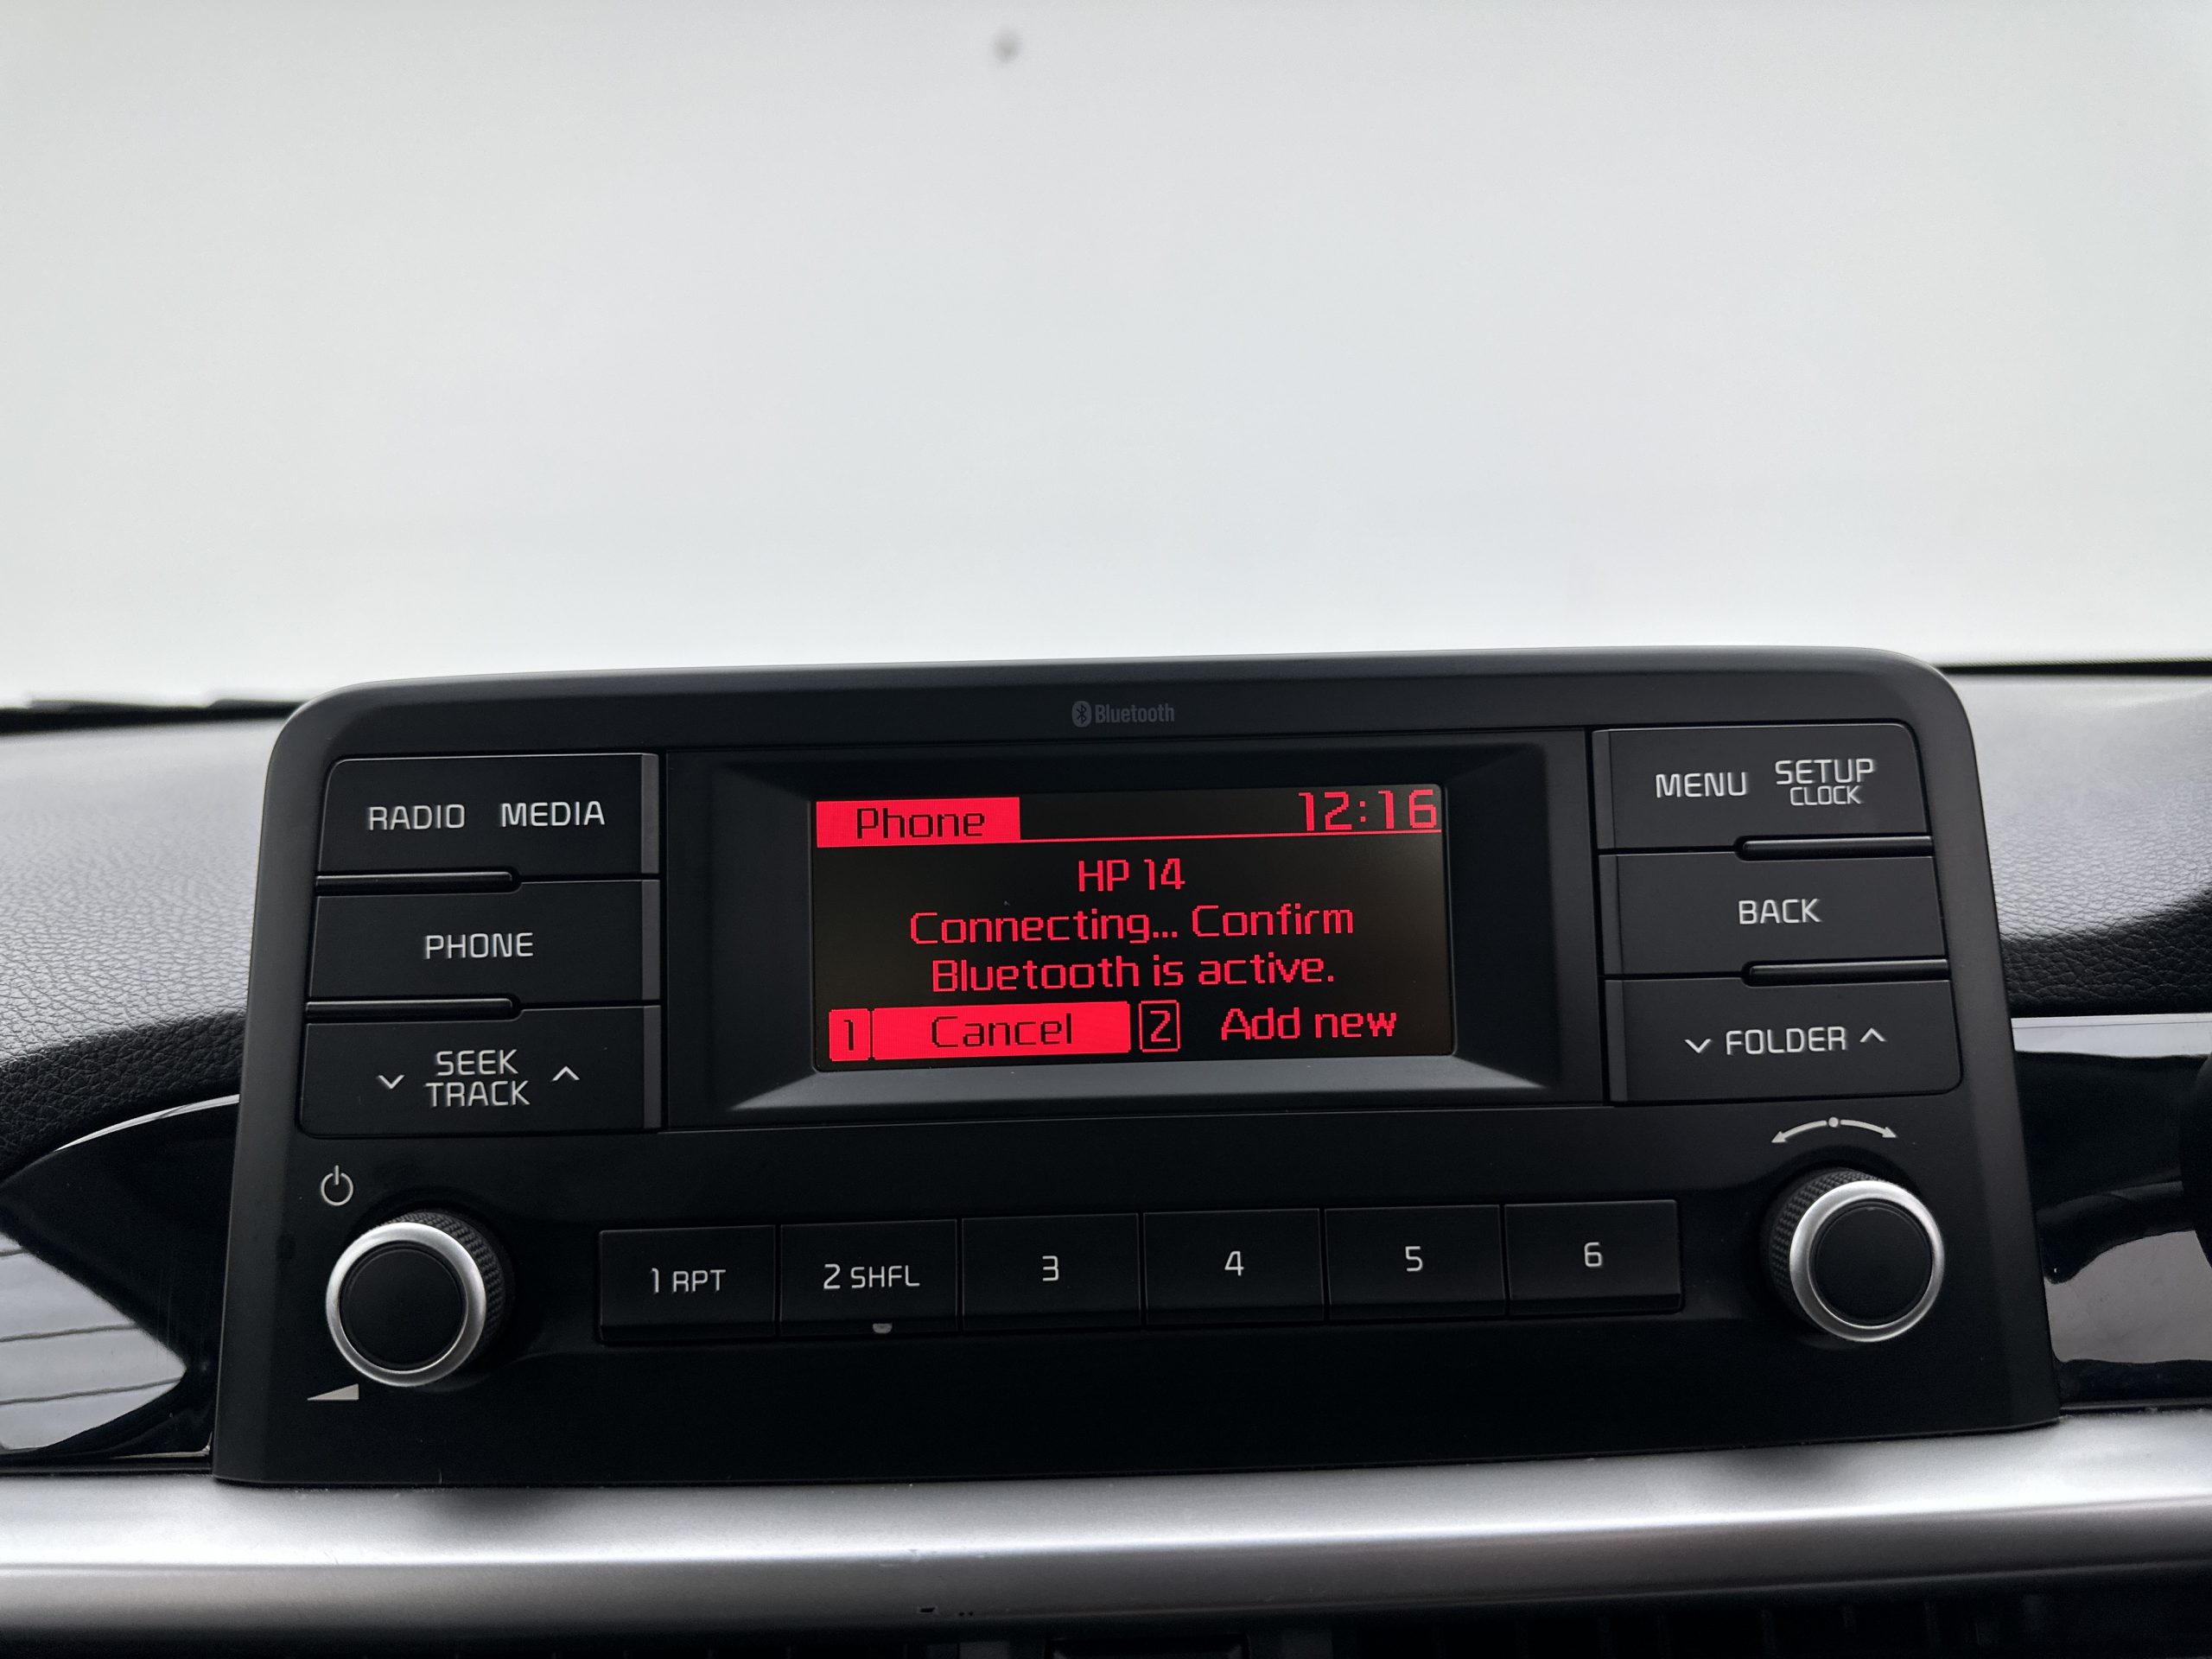 Bluetooth
RADIO MEDIA
PHONE
SEEK
TRACK
Phone 12:16
HP 14
Connecting... Confirm
Bluetooth is active.
1 Cancel 2 Add new
MENU SETUP
CLOCK
BACK
FOLDER
1 RPT 2 SHFL 3 4 5 6